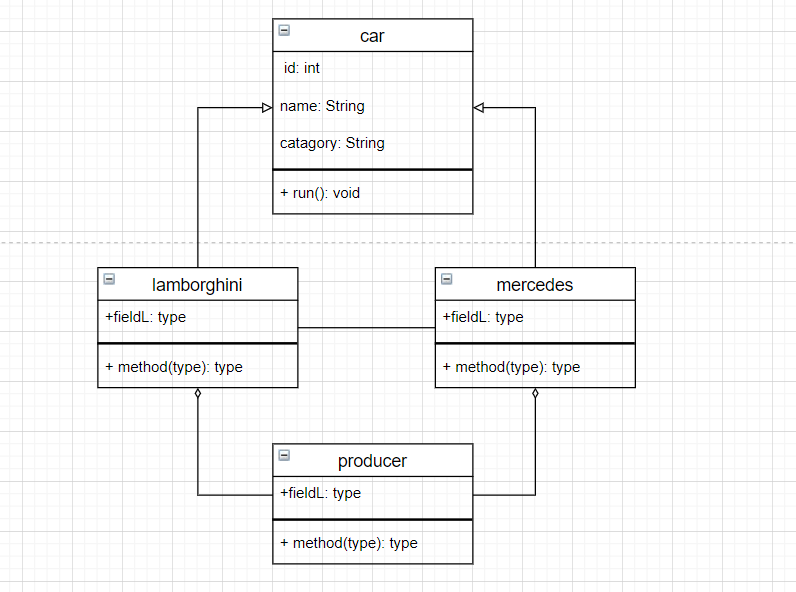 car
id: int
name: String
catagory: String
+ run(): void
lamborghini
+fieldL: type
+ method(type): type
mercedes
+fieldL: type
+ method(type): type
producer
+fieldL: type
+ method(type): type